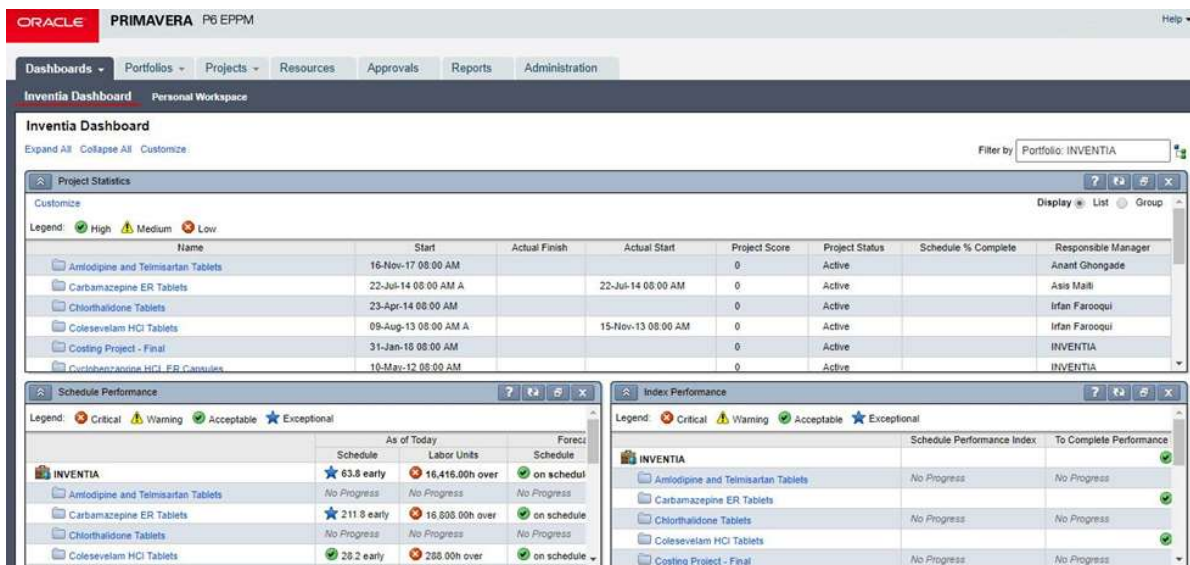 ORACLE PRIMAVERA P6 EPPM Help
Dashboards Portfolios Projects Resources Approvals Reports Administration
Inventia Dashboard Personal Workspace
Inventia Dashboard
Expand All Collapse All Customize Filter by Portfolio: INVENTIA
Project Statistics ?
Customize Display List Group
Legend: High Medium Low
Name Start Actual Finish Actual Start Project Score Project Status Schedule % Complete Responsible Manager
Amlodipine and Telmisartan Tablets 16-Nov-17 08:00 AM 0 Active Anant Ghongade
Carbamazepine ER Tablets 22-Jul-14 08:00 AM A 22-Jul-14 08:00 AM 0 Active Asis Maiti
Chlorthalidone Tablets 23-Apr-14 08:00 AM 0 Active Irfan Farooqui
Colesevelam HCl Tablets 09-Aug-13 08:00 AM A 15-Nov-13 08:00 AM 0 Active Irfan Farooqui
Costing Project - Final 31-Jan-18 08:00 AM 0 Active INVENTIA
Cyclobenzaprine HCL ER Capsules 10-May-12 08:00 AM 0 Active INVENTIA
Schedule Performance ?
Legend: Critical Warning Acceptable Exceptional
As of Today Foreca
Schedule Labor Units Schedule
INVENTIA 63.8 early 16,416.00h over on schedul
Amlodipine and Telmisartan Tablets No Progress No Progress No Progress
Carbamazepine ER Tablets 211.8 early 16,808.00h over on schedule
Chlorthalidone Tablets No Progress No Progress No Progress
Colesevelam HCl Tablets 28.2 early 288.00h over on schedule
Index Performance ?
Legend: Critical Warning Acceptable Exceptional
Schedule Performance Index To Complete Performance
INVENTIA
Amlodipine and Telmisartan Tablets No Progress No Progress
Carbamazepine ER Tablets
Chlorthalidone Tablets No Progress No Progress
Colesevelam HCl Tablets
Costing Project - Final No Progress No Progress